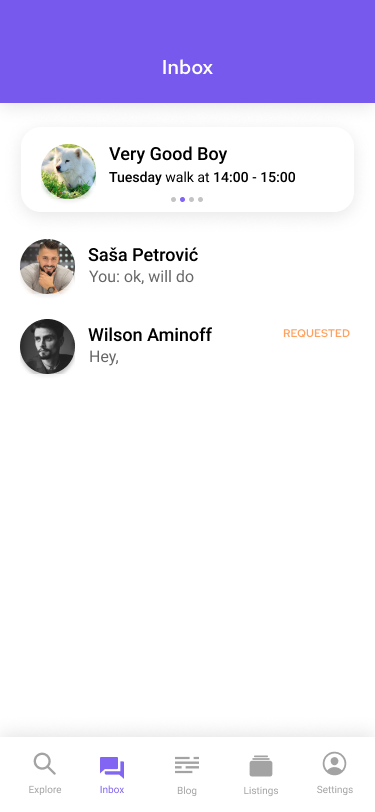 Inbox
Very Good Boy
Tuesday walk at 14:00 - 15:00
Saša Petrović
You: ok, will do
Wilson Aminoff
REQUESTED
Hey,
Explore
Inbox
Blog
Listings
Settings